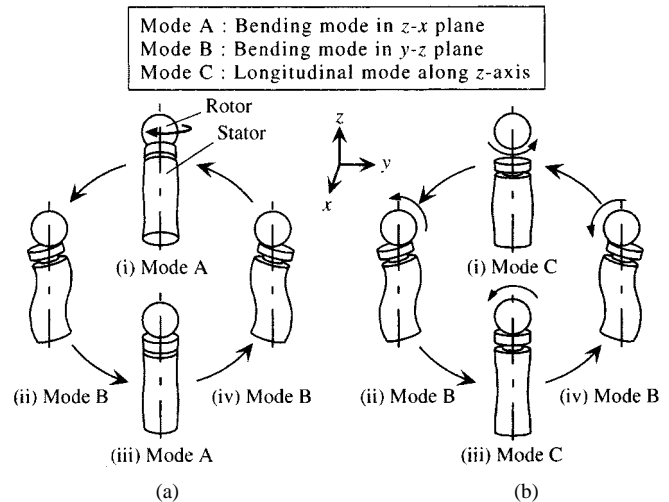 Mode A : Bending mode in z-x plane
Mode B : Bending mode in y-z plane
Mode C : Longitudinal mode along z-axis
Rotor
Stator
z
y
x
(i) Mode A
(ii) Mode B
(iv) Mode B
(iii) Mode A
(a)
(i) Mode C
(ii) Mode B
(iv) Mode B
(iii) Mode C
(b)